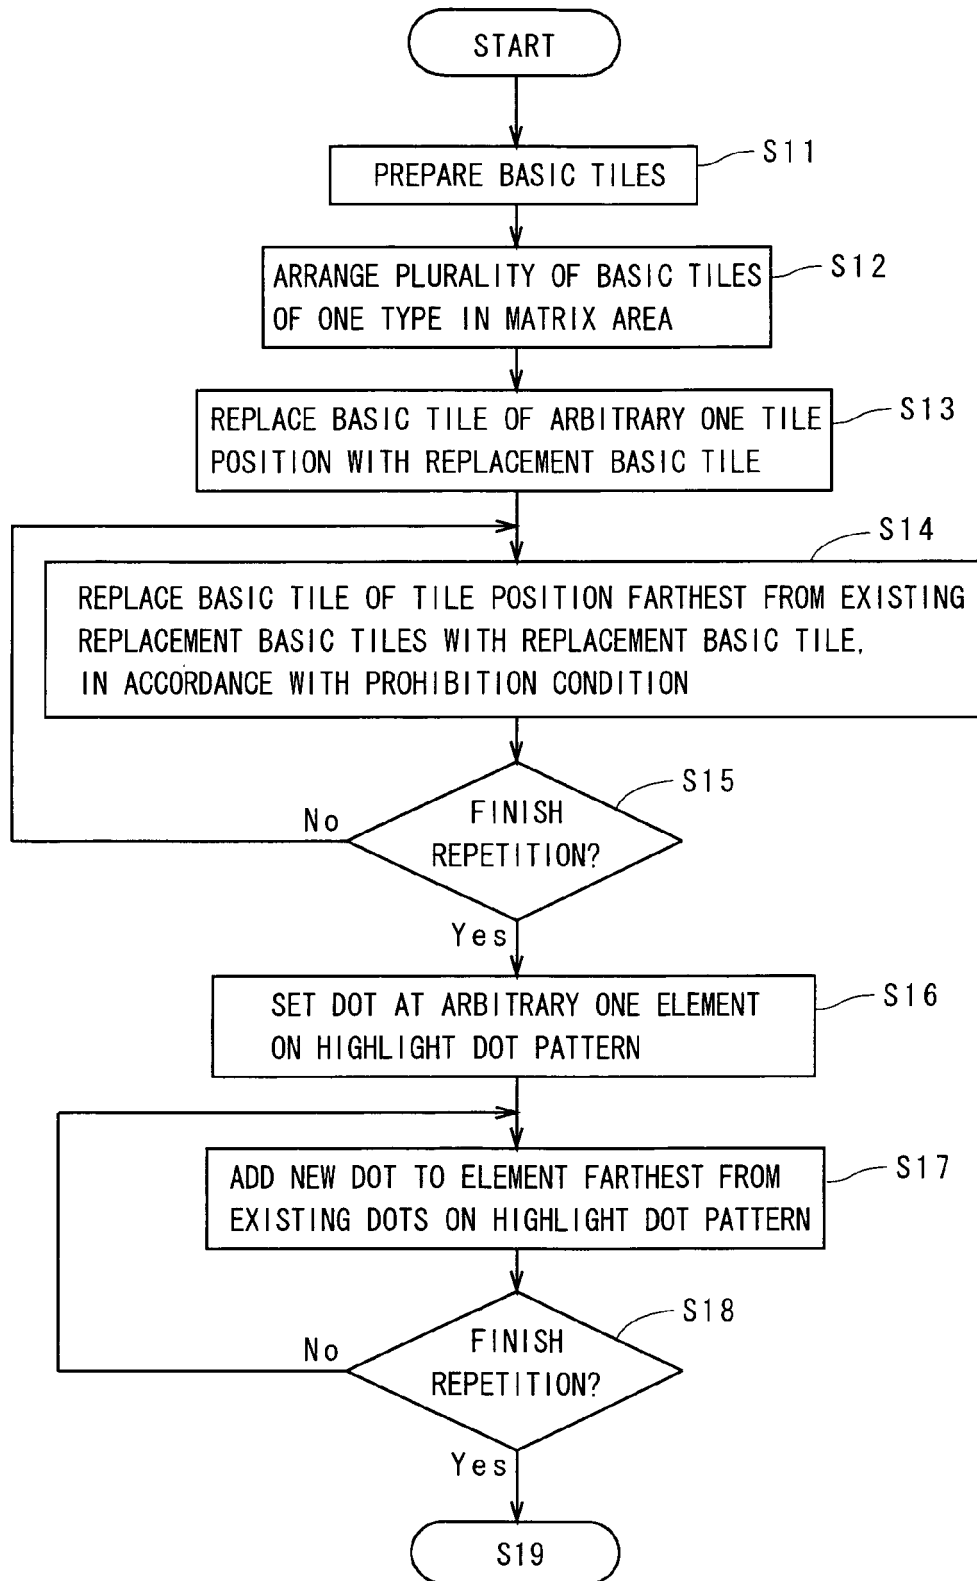 START
PREPARE BASIC TILES
S11
ARRANGE PLURALITY OF BASIC TILES
OF ONE TYPE IN MATRIX AREA
S12
REPLACE BASIC TILE OF ARBITRARY ONE TILE
POSITION WITH REPLACEMENT BASIC TILE
S13
S14
REPLACE BASIC TILE OF TILE POSITION FARTHEST FROM EXISTING
REPLACEMENT BASIC TILES WITH REPLACEMENT BASIC TILE,
IN ACCORDANCE WITH PROHIBITION CONDITION
S15
FINISH
REPETITION?
No
Yes
SET DOT AT ARBITRARY ONE ELEMENT
ON HIGHLIGHT DOT PATTERN
S16
ADD NEW DOT TO ELEMENT FARTHEST FROM
EXISTING DOTS ON HIGHLIGHT DOT PATTERN
S17
S18
FINISH
REPETITION?
No
Yes
S19